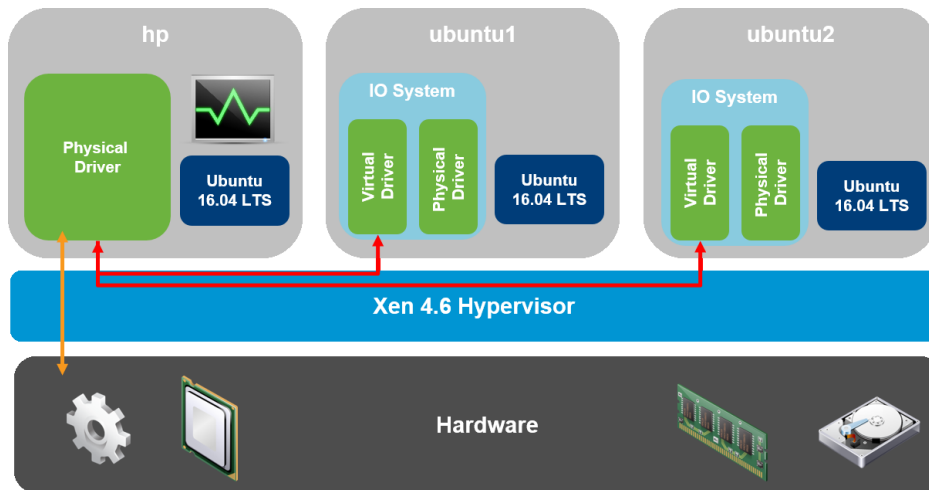 hp
ubuntu1
ubuntu2
Physical
Driver
Ubuntu
16.04 LTS
IO System
Virtual
Driver
Physical
Driver
Ubuntu
16.04 LTS
IO System
Virtual
Driver
Physical
Driver
Ubuntu
16.04 LTS
Xen 4.6 Hypervisor
Hardware